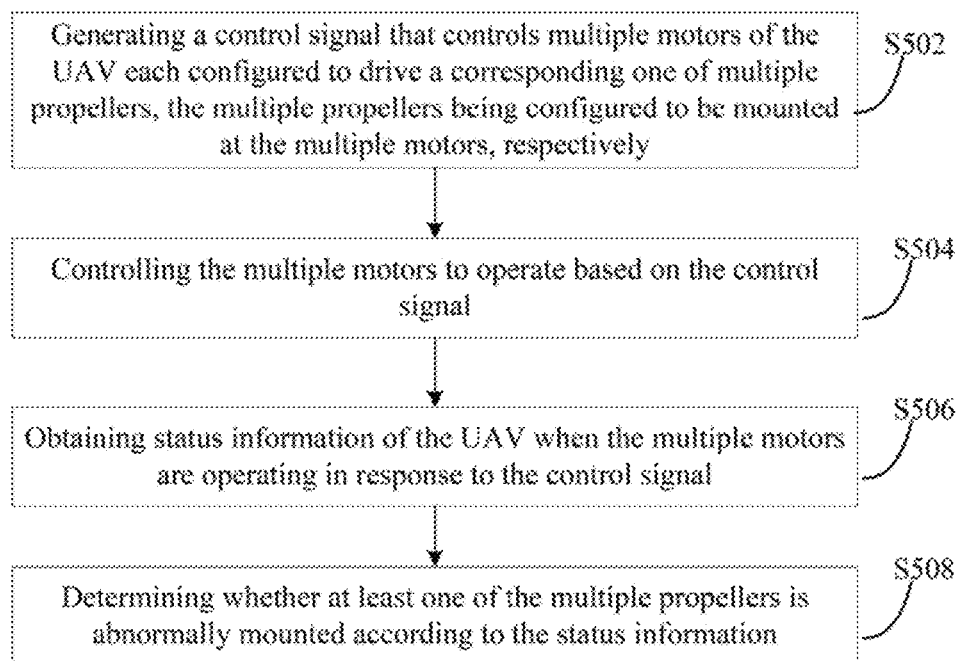 Generating a control signal that controls multiple motors of the
UAV each configured to drive a corresponding one of multiple
propellers, the multiple propellers being configured to be mounted
at the multiple motors, respectively
S502
Controlling the multiple motors to operate based on the control
signal
S504
Obtaining status information of the UAV when the multiple motors
are operating in response to the control signal
S506
Determining whether at least one of the multiple propellers is
abnormally mounted according to the status information
S508